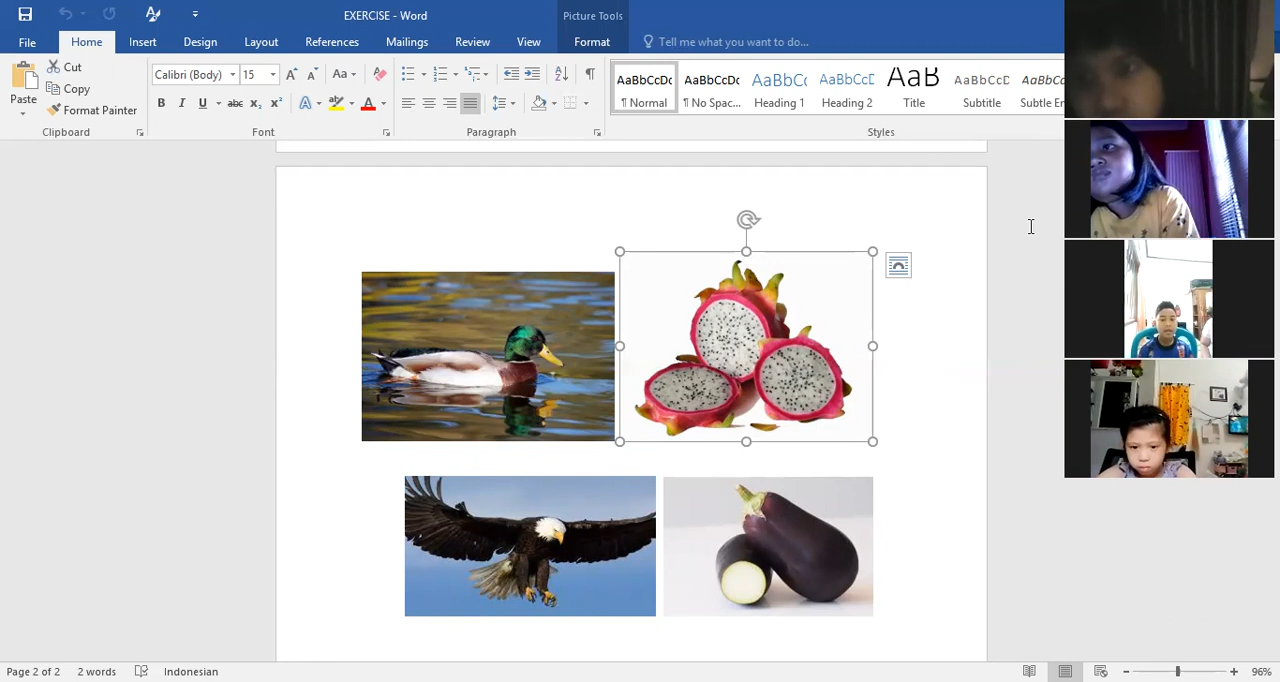 EXERCISE - Word
Picture Tools
File Home Insert Design Layout References Mailings Review View Format Tell me what you want to do...
Paste
Cut
Copy
Format Painter
Clipboard
Calibri (Body) 15
Font
Paragraph
AaBbCcDc AaBbCcDc AaBbCc AaBbCcC AaB AaBbCcD AaBbCc
¶ Normal ¶ No Spac... Heading 1 Heading 2 Title Subtitle Subtle Em
Styles
Page 2 of 2 2 words Indonesian 96%